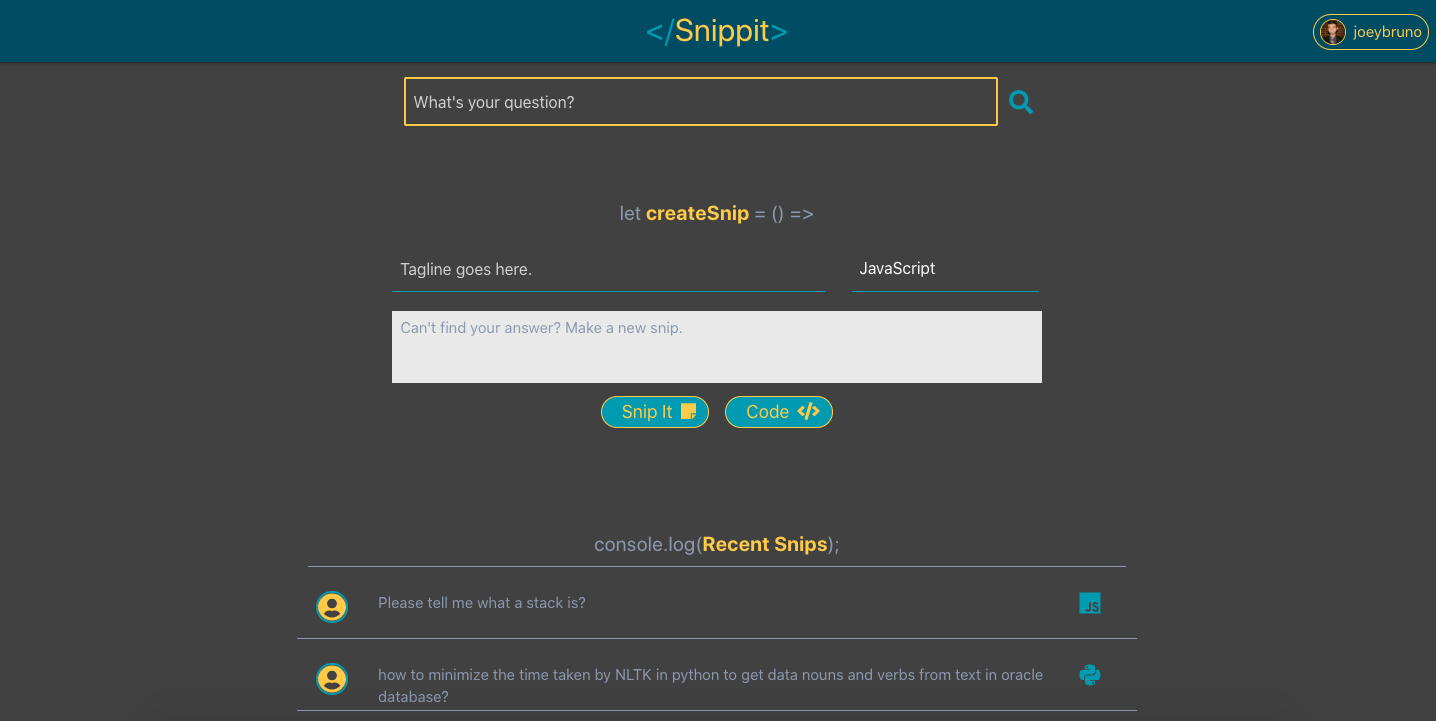 </Snippit>
joeybruno
What's your question?
let createSnip = () =>
Tagline goes here.
JavaScript
Can't find your answer? Make a new snip.
Snip It
Code </>
console.log(Recent Snips);
Please tell me what a stack is?
JS
how to minimize the time taken by NLTK in python to get data nouns and verbs from text in oracle
database?